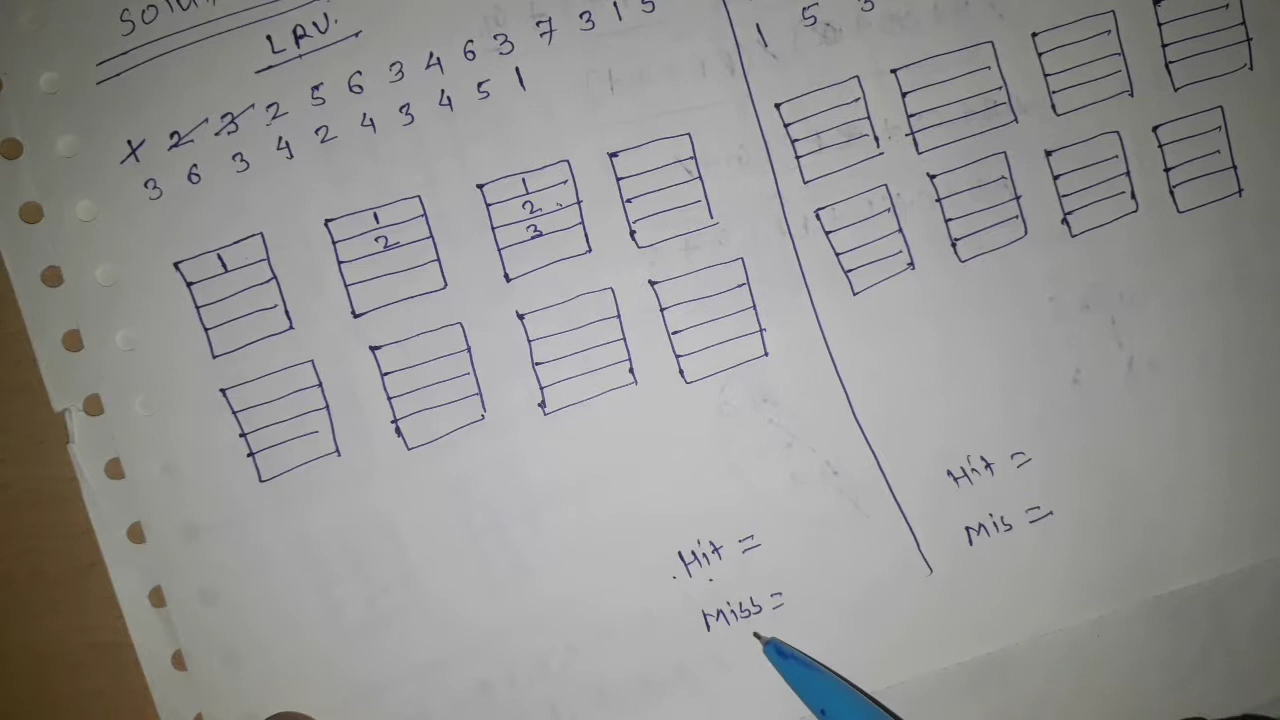 LRU.
1 2 3 2 5 6 3 4 6 3 7 3 1 5
3 6 3 4 2 4 3 4 5 1
1
1
2
1
2
3
Hit =
Miss =
1 5 3
Hit =
Mis =